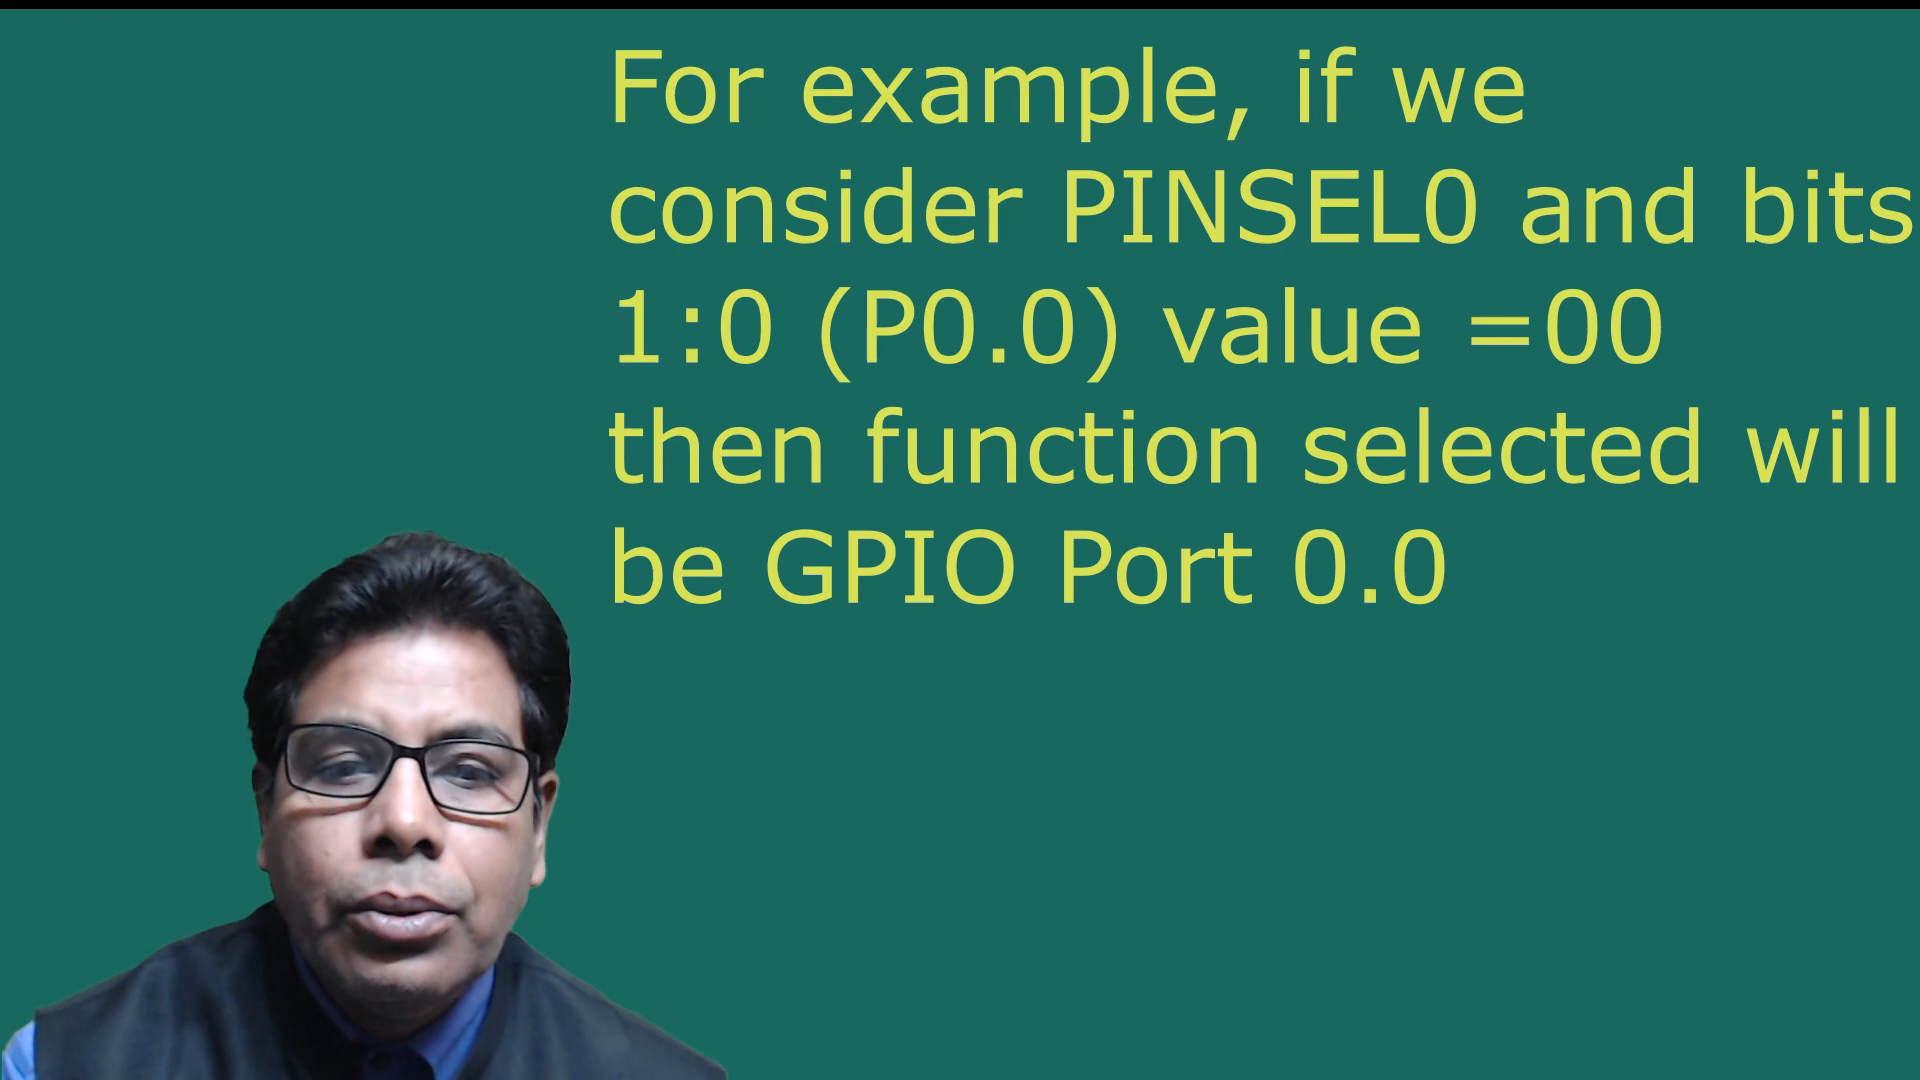 For example, if we
consider PINSEL0 and bits
1:0 (P0.0) value =00
then function selected will
be GPIO Port 0.0